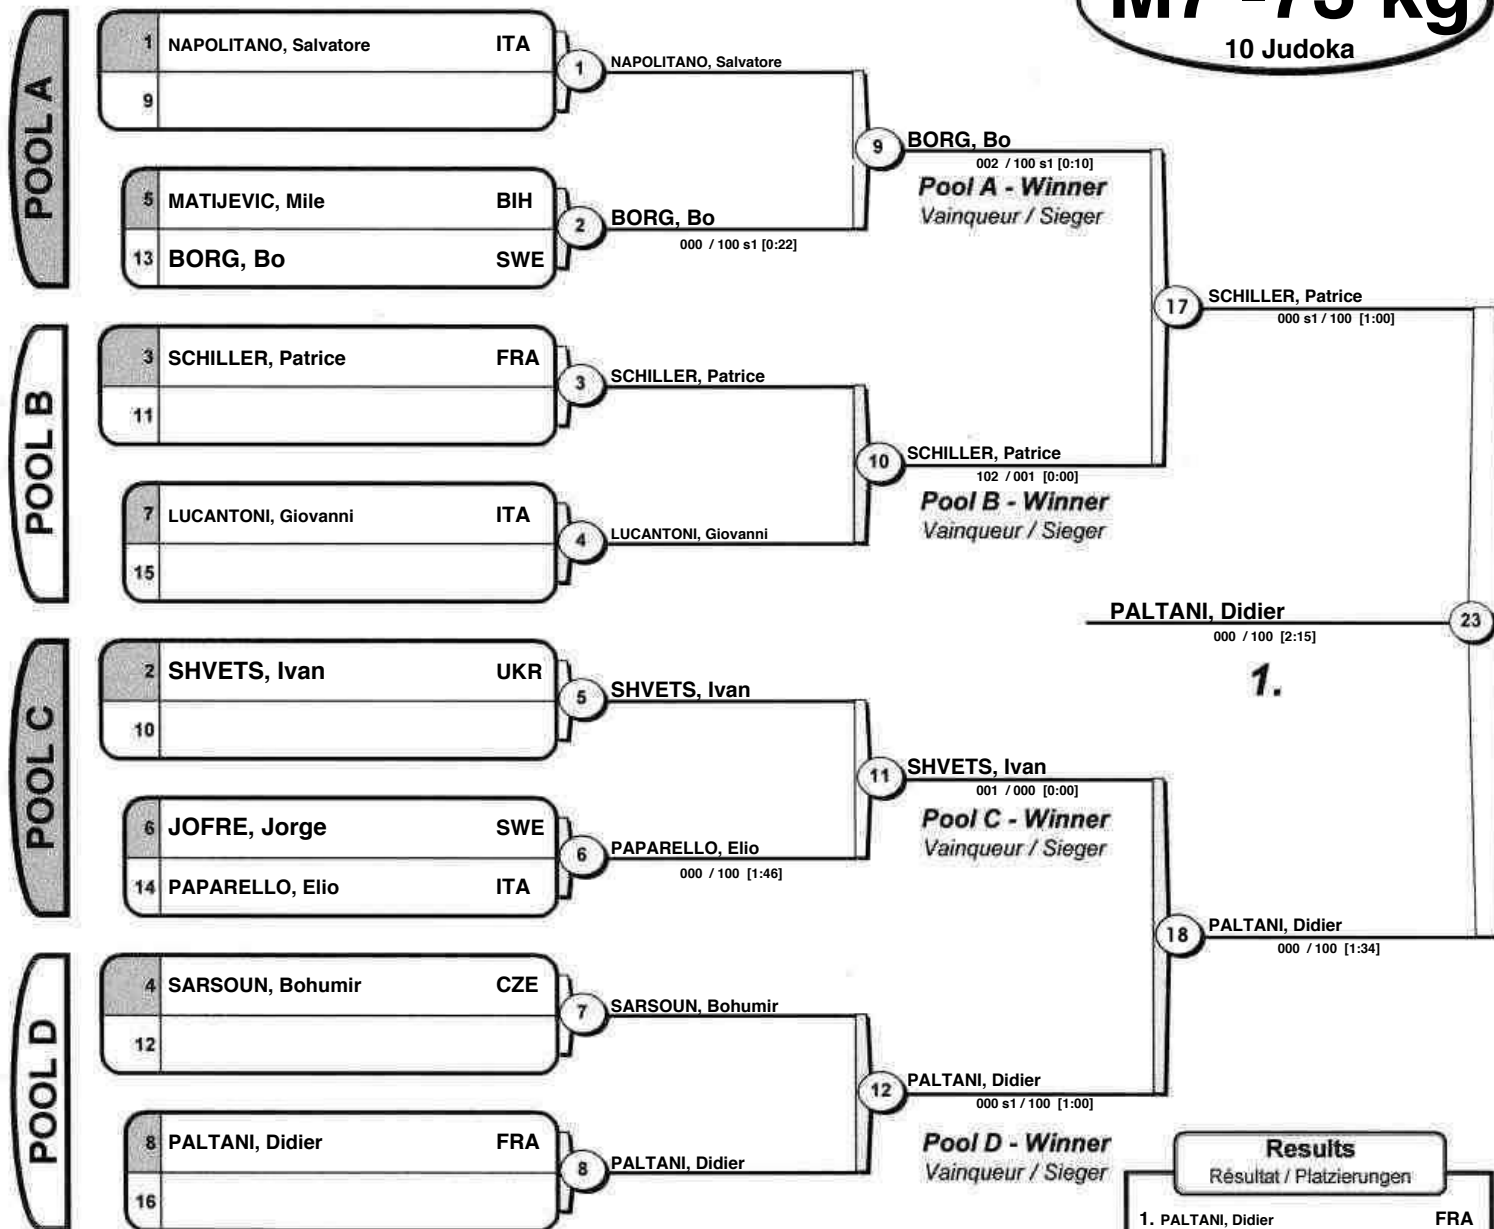 M7 -73 kg
10 Judoka
POOL A
1 NAPOLITANO, Salvatore ITA
9
5 MATIJEVIC, Mile BIH
13 BORG, Bo SWE
1 NAPOLITANO, Salvatore
2 BORG, Bo
000 / 100 s1 [0:22]
9 BORG, Bo
002 / 100 s1 [0:10]
Pool A - Winner
Vainqueur / Sieger
POOL B
3 SCHILLER, Patrice FRA
11
7 LUCANTONI, Giovanni ITA
15
3 SCHILLER, Patrice
4 LUCANTONI, Giovanni
10 SCHILLER, Patrice
102 / 001 [0:00]
Pool B - Winner
Vainqueur / Sieger
17 SCHILLER, Patrice
000 s1 / 100 [1:00]
PALTANI, Didier 23
000 / 100 [2:15]
1.
POOL C
2 SHVETS, Ivan UKR
10
6 JOFRE, Jorge SWE
14 PAPARELLO, Elio ITA
5 SHVETS, Ivan
6 PAPARELLO, Elio
000 / 100 [1:46]
11 SHVETS, Ivan
001 / 000 [0:00]
Pool C - Winner
Vainqueur / Sieger
18 PALTANI, Didier
000 / 100 [1:34]
POOL D
4 SARSOUN, Bohumir CZE
12
8 PALTANI, Didier FRA
16
7 SARSOUN, Bohumir
8 PALTANI, Didier
12 PALTANI, Didier
000 s1 / 100 [1:00]
Pool D - Winner
Vainqueur / Sieger
Results
Résultat / Platzierungen
1. PALTANI, Didier FRA